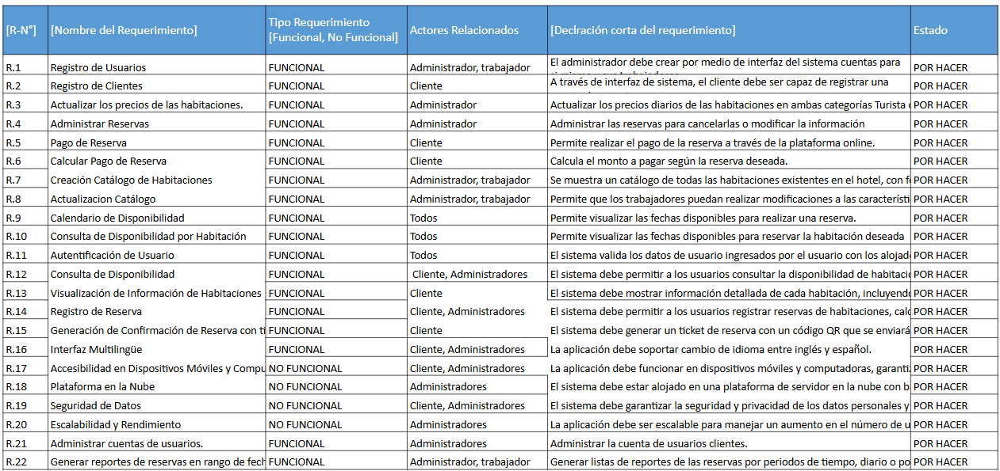 [R-N°] [Nombre del Requerimiento] Tipo Requerimiento [Funcional, No Funcional] Actores Relacionados [Declración corta del requerimiento] Estado
R.1 Registro de Usuarios FUNCIONAL Administrador, trabajador El administrador debe crear por medio de interfaz del sistema cuentas para POR HACER
R.2 Registro de Clientes FUNCIONAL Cliente A través de interfaz de sistema, el cliente debe ser capaz de registrar una POR HACER
R.3 Actualizar los precios de las habitaciones. FUNCIONAL Administrador Actualizar los precios diarios de las habitaciones en ambas categorías Turista POR HACER
R.4 Administrar Reservas FUNCIONAL Administrador Administrar las reservas para cancelarlas o modificar la información POR HACER
R.5 Pago de Reserva FUNCIONAL Cliente Permite realizar el pago de la reserva a través de la plataforma online. POR HACER
R.6 Calcular Pago de Reserva FUNCIONAL Cliente Calcula el monto a pagar según la reserva deseada. POR HACER
R.7 Creación Catálogo de Habitaciones FUNCIONAL Administrador, trabajador Se muestra un catálogo de todas las habitaciones existentes en el hotel, con POR HACER
R.8 Actualizacion Catálogo FUNCIONAL Administrador, trabajador Permite que los trabajadores puedan realizar modificaciones a las característi POR HACER
R.9 Calendario de Disponibilidad FUNCIONAL Todos Permite visualizar las fechas disponibles para realizar una reserva. POR HACER
R.10 Consulta de Disponibilidad por Habitación FUNCIONAL Todos Permite visualizar las fechas disponibles para reservar la habitación deseada POR HACER
R.11 Autentificación de Usuario FUNCIONAL Todos El sistema valida los datos de usuario ingresados por el usuario con los alojad POR HACER
R.12 Consulta de Disponibilidad FUNCIONAL Cliente, Administradores El sistema debe permitir a los usuarios consultar la disponibilidad de habitaci POR HACER
R.13 Visualización de Información de Habitaciones FUNCIONAL Cliente El sistema debe mostrar información detallada de cada habitación, incluyend POR HACER
R.14 Registro de Reserva FUNCIONAL Cliente, Administradores El sistema debe permitir a los usuarios registrar reservas de habitaciones, calc POR HACER
R.15 Generación de Confirmación de Reserva con ti FUNCIONAL Cliente El sistema debe generar un ticket de reserva con un código QR que se enviará POR HACER
R.16 Interfaz Multilingüe FUNCIONAL Cliente, Administradores La aplicación debe soportar cambio de idioma entre inglés y español. POR HACER
R.17 Accesibilidad en Dispositivos Móviles y Compu NO FUNCIONAL Cliente, Administradores La aplicación debe funcionar en dispositivos móviles y computadoras, garanti POR HACER
R.18 Plataforma en la Nube NO FUNCIONAL Administradores El sistema debe estar alojado en una plataforma de servidor en la nube con b POR HACER
R.19 Seguridad de Datos NO FUNCIONAL Cliente, Administradores El sistema debe garantizar la seguridad y privacidad de los datos personales y POR HACER
R.20 Escalabilidad y Rendimiento NO FUNCIONAL Administradores La aplicación debe ser escalable para manejar un aumento en el número de u POR HACER
R.21 Administrar cuentas de usuarios. FUNCIONAL Administradores Administrar la cuenta de usuarios clientes. POR HACER
R.22 Generar reportes de reservas en rango de fech FUNCIONAL Administrador, trabajador Generar listas de reportes de las reservas por periodos de tiempo, diario o po POR HACER